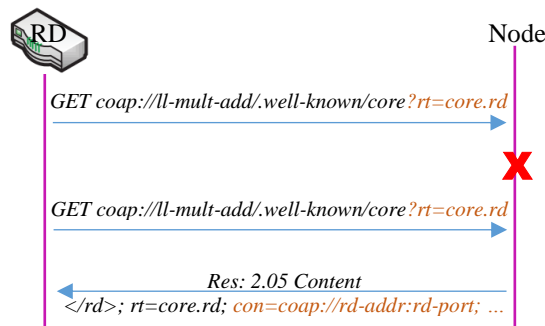 RD
Node
GET coap://ll-mult-add/.well-known/core?rt=core.rd
X
GET coap://ll-mult-add/.well-known/core?rt=core.rd
Res: 2.05 Content
</rd>; rt=core.rd; con=coap://rd-addr:rd-port; …